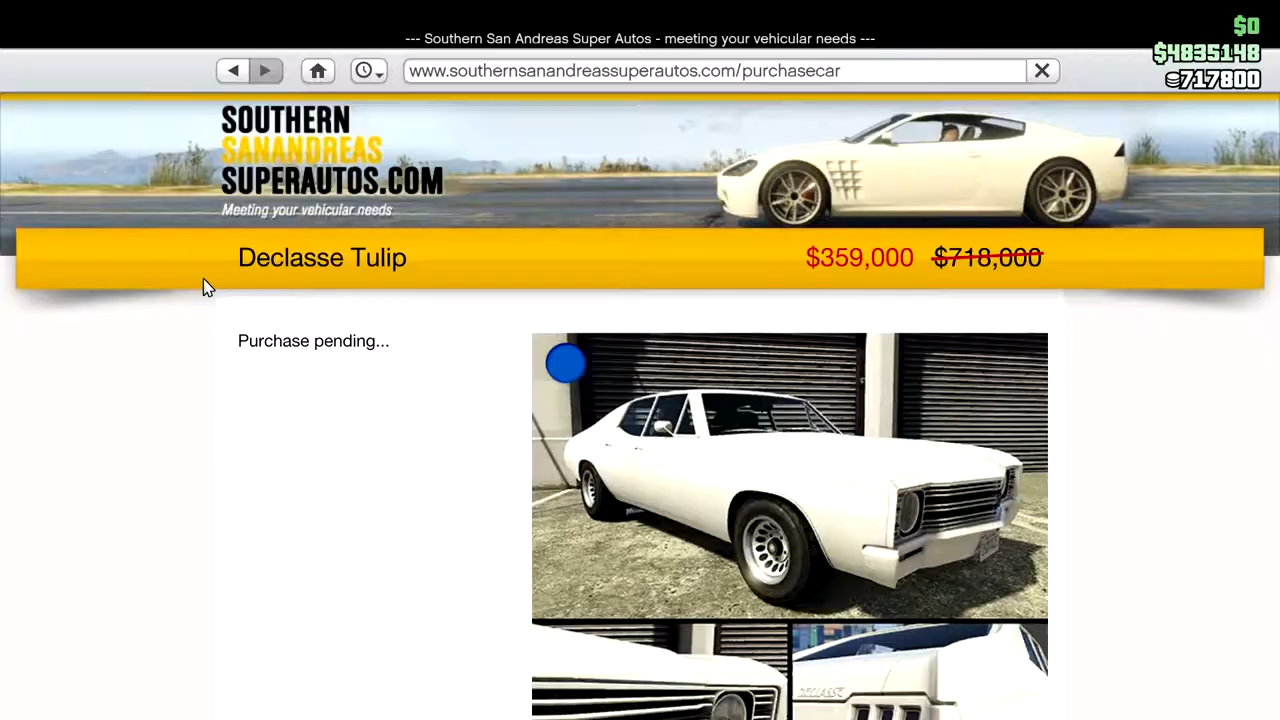 --- Southern San Andreas Super Autos - meeting your vehicular needs ---
$0
$4835148
717800
www.southernsanandreassuperautos.com/purchasecar
SOUTHERN
SANANDREAS
SUPERAUTOS.COM
Meeting your vehicular needs
Declasse Tulip
$359,000 $718,000
Purchase pending...
DECLASSE